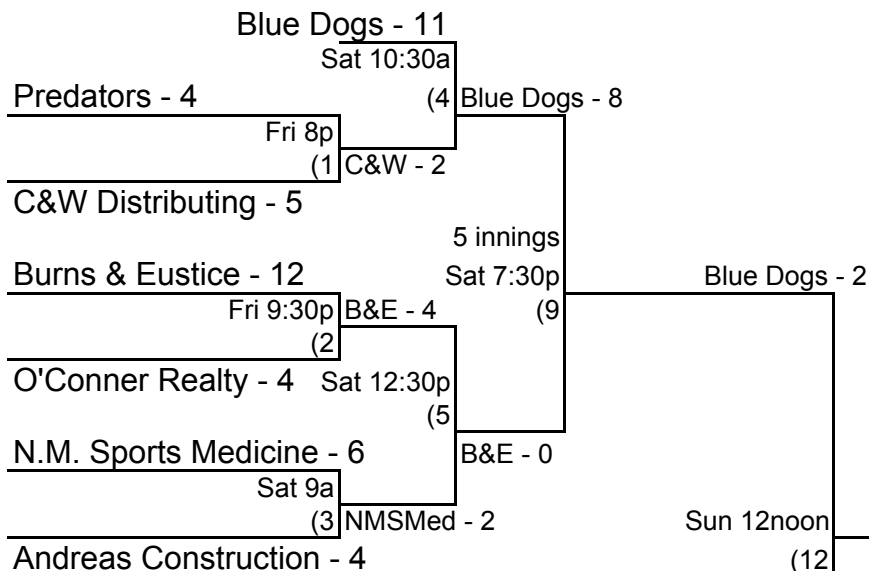 Blue Dogs - 11
Sat 10:30a
Predators - 4
(4 Blue Dogs - 8
Fri 8p
(1 C&W - 2
C&W Distributing - 5
5 innings
Burns & Eustice - 12
Sat 7:30p
Blue Dogs - 2
Fri 9:30p B&E - 4
(9
(2
O'Conner Realty - 4
Sat 12:30p
(5
N.M. Sports Medicine - 6
B&E - 0
Sat 9a
(3 NMSMed - 2
Sun 12noon
Andreas Construction - 4
(12